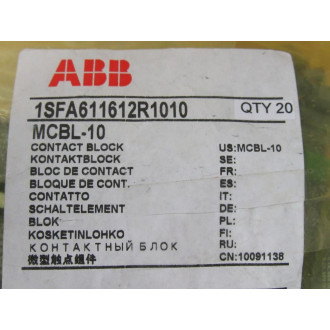 ABB
1SFA611612R1010 QTY 20
MCBL-10
CONTACT BLOCK US:MCBL-10
KONTAKTBLOCK SE:
BLOC DE CONTACT FR:
BLOQUE DE CONT. ES:
CONTATTO IT:
SCHALTELEMENT DE:
BLOK PL:
KOSKETINLOHKO FI:
КОНТАКТНЫЙ БЛОК RU:
微型触点组件 CN:10091138